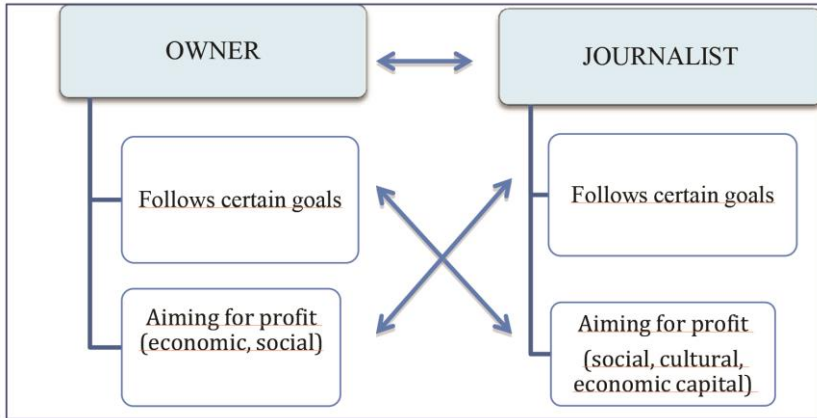 OWNER
JOURNALIST
Follows certain goals
Follows certain goals
Aiming for profit
(economic, social)
Aiming for profit
(social, cultural,
economic capital)